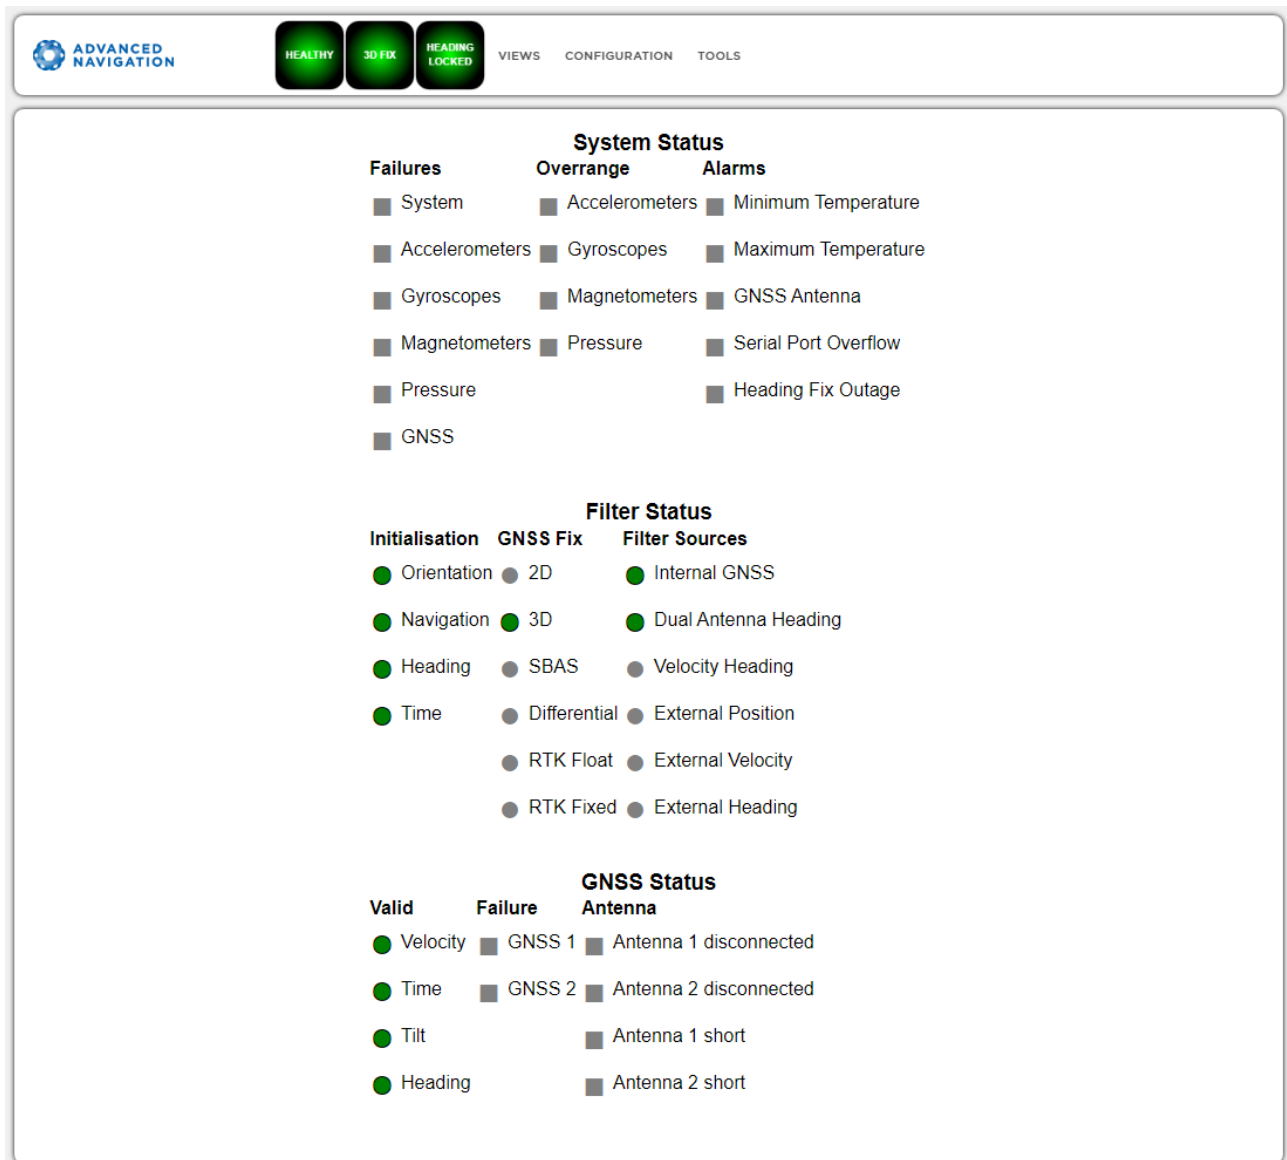 ADVANCED
NAVIGATION
HEALTHY
3D FIX
HEADING
LOCKED
VIEWS CONFIGURATION TOOLS
System Status
Failures Overrange Alarms
System Accelerometers Minimum Temperature
Accelerometers Gyroscopes Maximum Temperature
Gyroscopes Magnetometers GNSS Antenna
Magnetometers Pressure Serial Port Overflow
Pressure Heading Fix Outage
GNSS
Filter Status
Initialisation GNSS Fix Filter Sources
Orientation 2D Internal GNSS
Navigation 3D Dual Antenna Heading
Heading SBAS Velocity Heading
Time Differential External Position
RTK Float External Velocity
RTK Fixed External Heading
GNSS Status
Valid Failure Antenna
Velocity GNSS 1 Antenna 1 disconnected
Time GNSS 2 Antenna 2 disconnected
Tilt Antenna 1 short
Heading Antenna 2 short